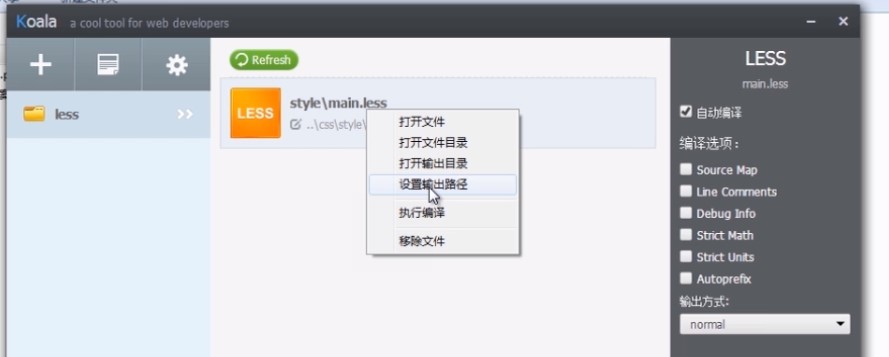 Koala a cool tool for web developers
Refresh
less
LESS
style\main.less
..\css\style\
打开文件
打开文件目录
打开输出目录
设置输出路径
执行编译
移除文件
LESS
main.less
自动编译
编译选项：
Source Map
Line Comments
Debug Info
Strict Math
Strict Units
Autoprefix
输出方式:
normal